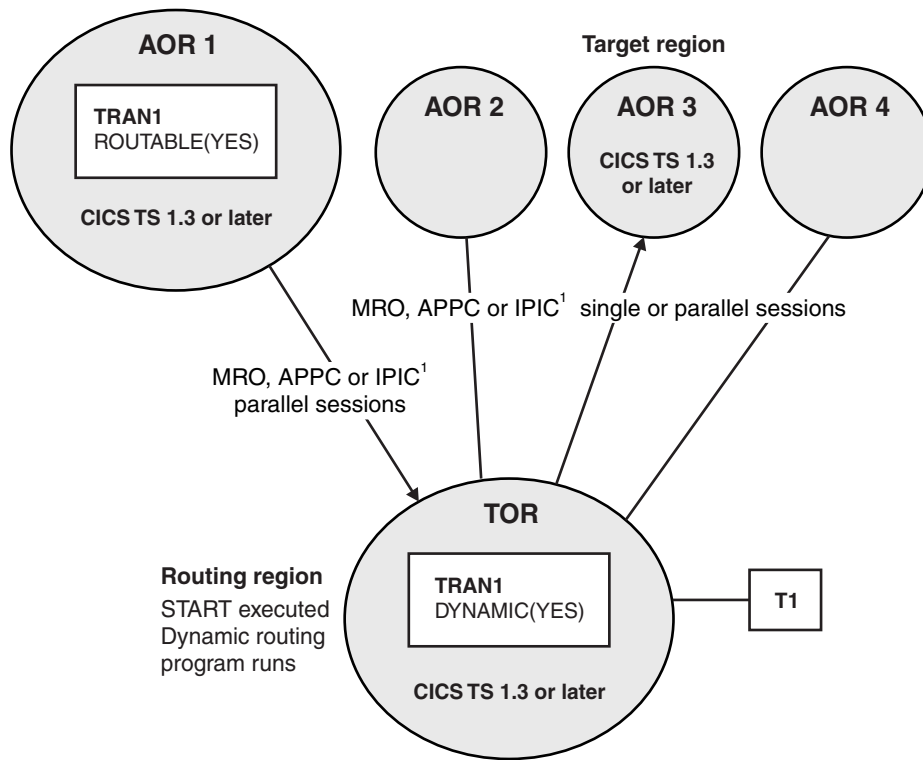 AOR 1
TRAN1
ROUTABLE(YES)
CICS TS 1.3 or later
AOR 2
Target region
AOR 3
CICS TS 1.3
or later
AOR 4
MRO, APPC or IPIC¹
parallel sessions
MRO, APPC or IPIC¹ single or parallel sessions
Routing region
START executed
Dynamic routing
program runs
TOR
TRAN1
DYNAMIC(YES)
CICS TS 1.3 or later
T1